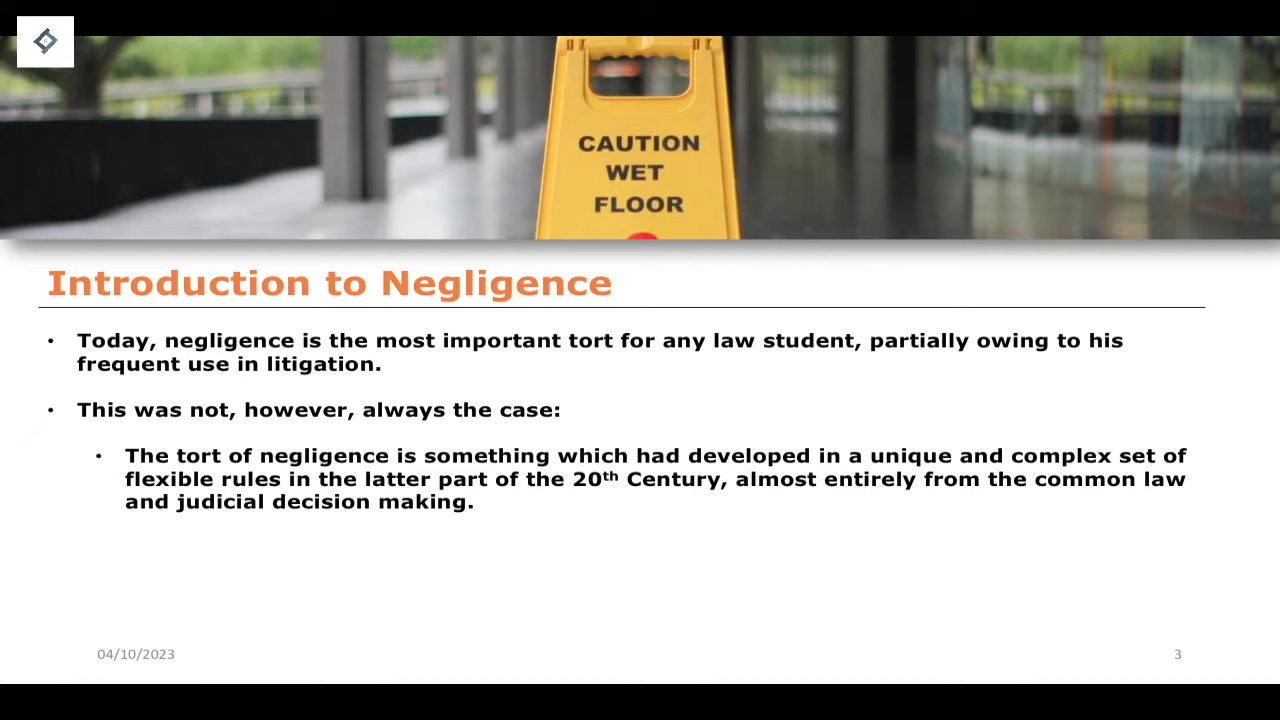 CAUTION
WET
FLOOR
Introduction to Negligence
• Today, negligence is the most important tort for any law student, partially owing to his
frequent use in litigation.
• This was not, however, always the case:
• The tort of negligence is something which had developed in a unique and complex set of
flexible rules in the latter part of the 20th Century, almost entirely from the common law
and judicial decision making.
04/10/2023
3